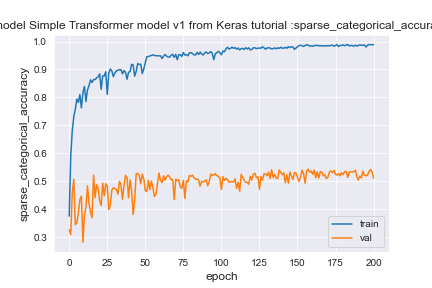 model Simple Transformer model v1 from Keras tutorial :sparse_categorical_accura
sparse_categorical_accuracy
1.0
0.9
0.8
0.7
0.6
0.5
0.4
0.3
0 25 50 75 100 125 150 175 200
epoch
train
val